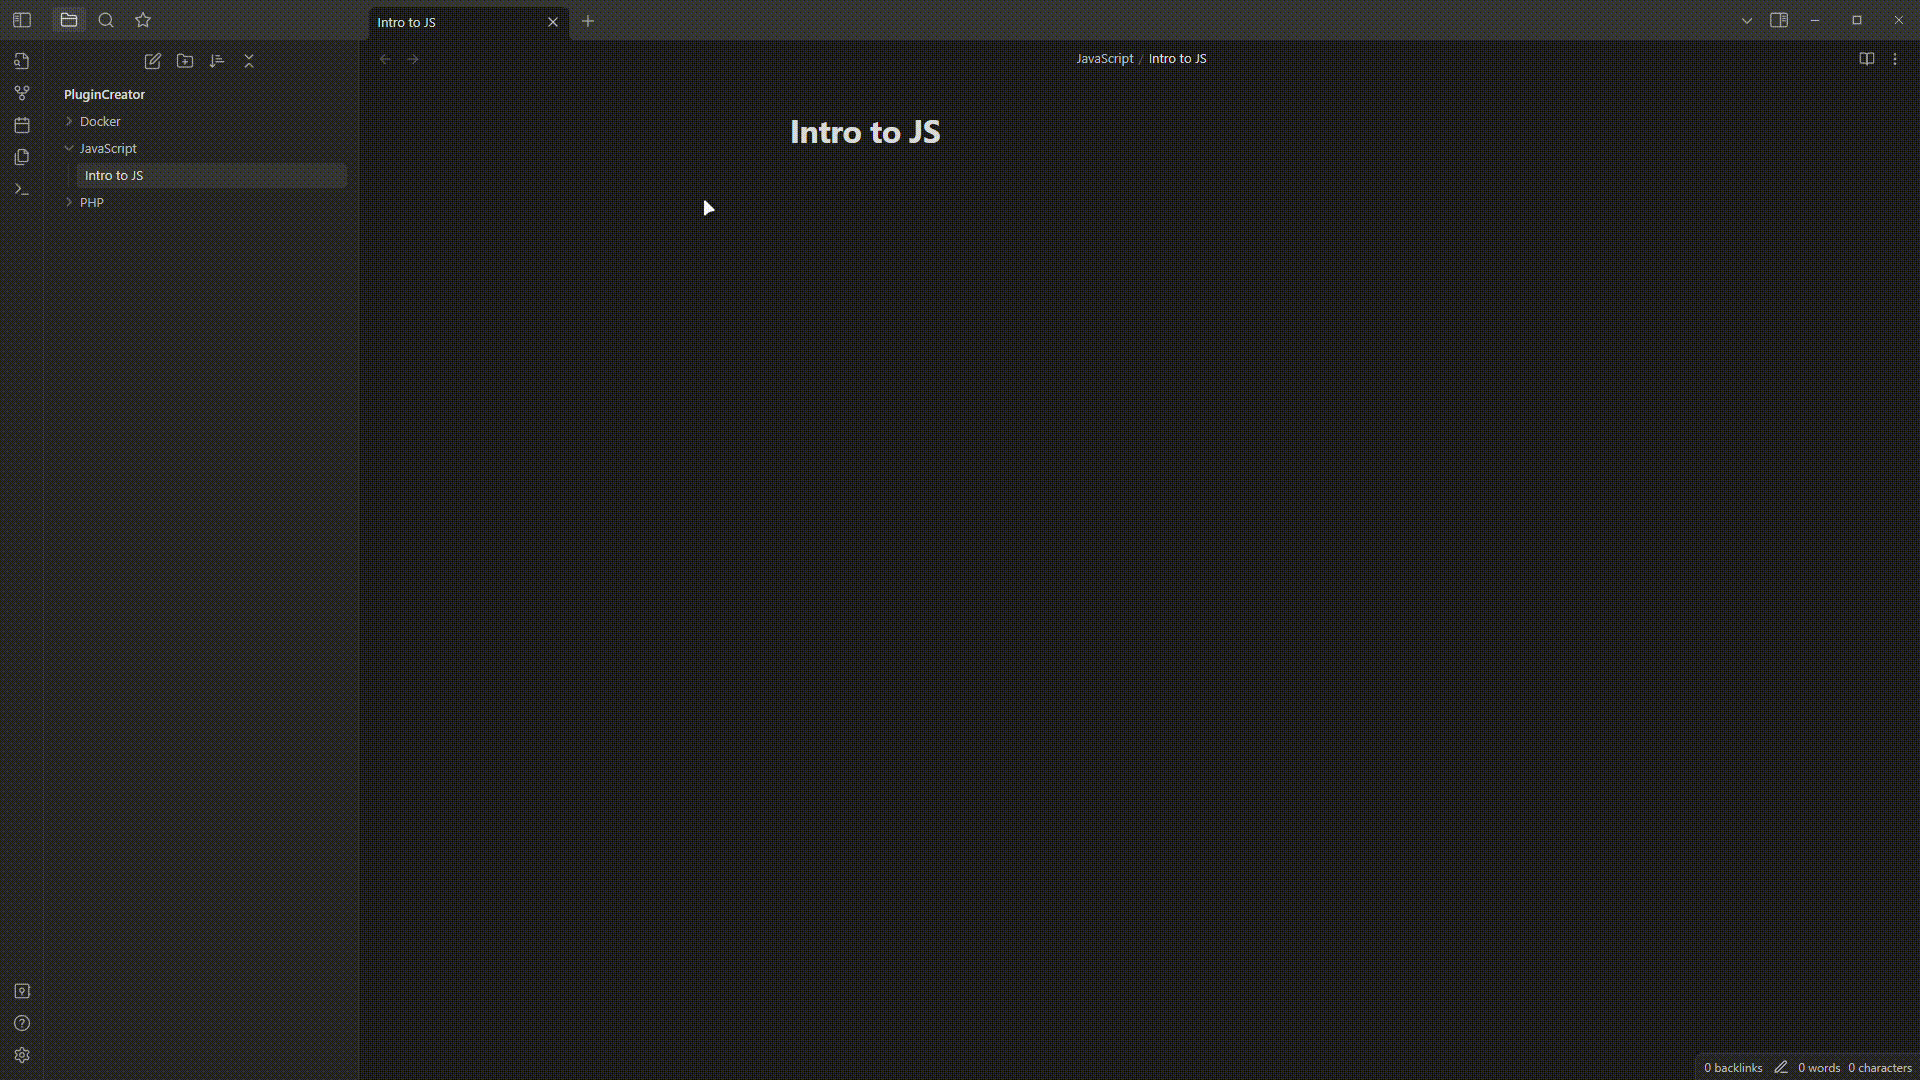 Intro to JS
JavaScript / Intro to JS
PluginCreator
Docker
JavaScript
Intro to JS
PHP
Intro to JS
0 backlinks 0 words 0 characters